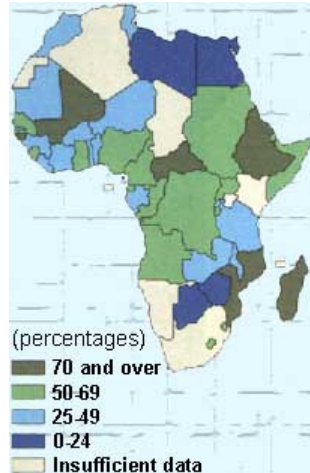 (percentages)
70 and over
50-69
25-49
0-24
Insufficient data